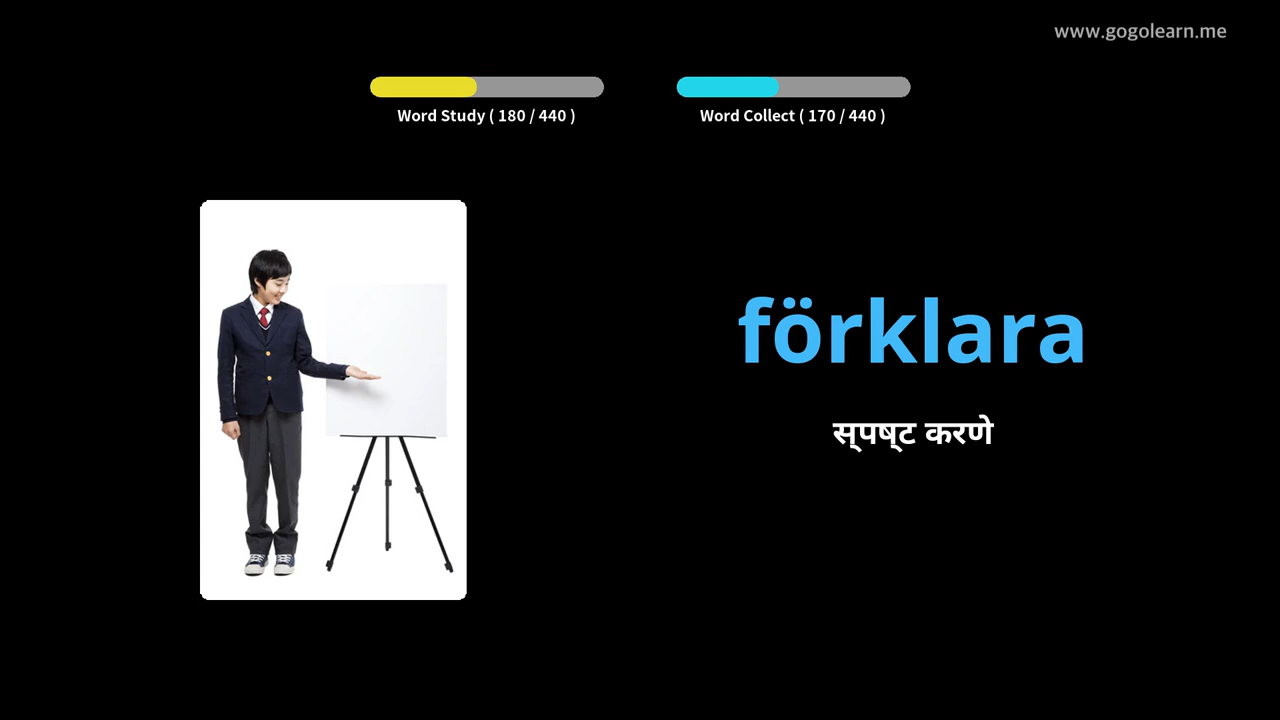 www.gogolearn.me
Word Study ( 180 / 440 )
Word Collect ( 170 / 440 )
förklara
स्पष्ट करणे